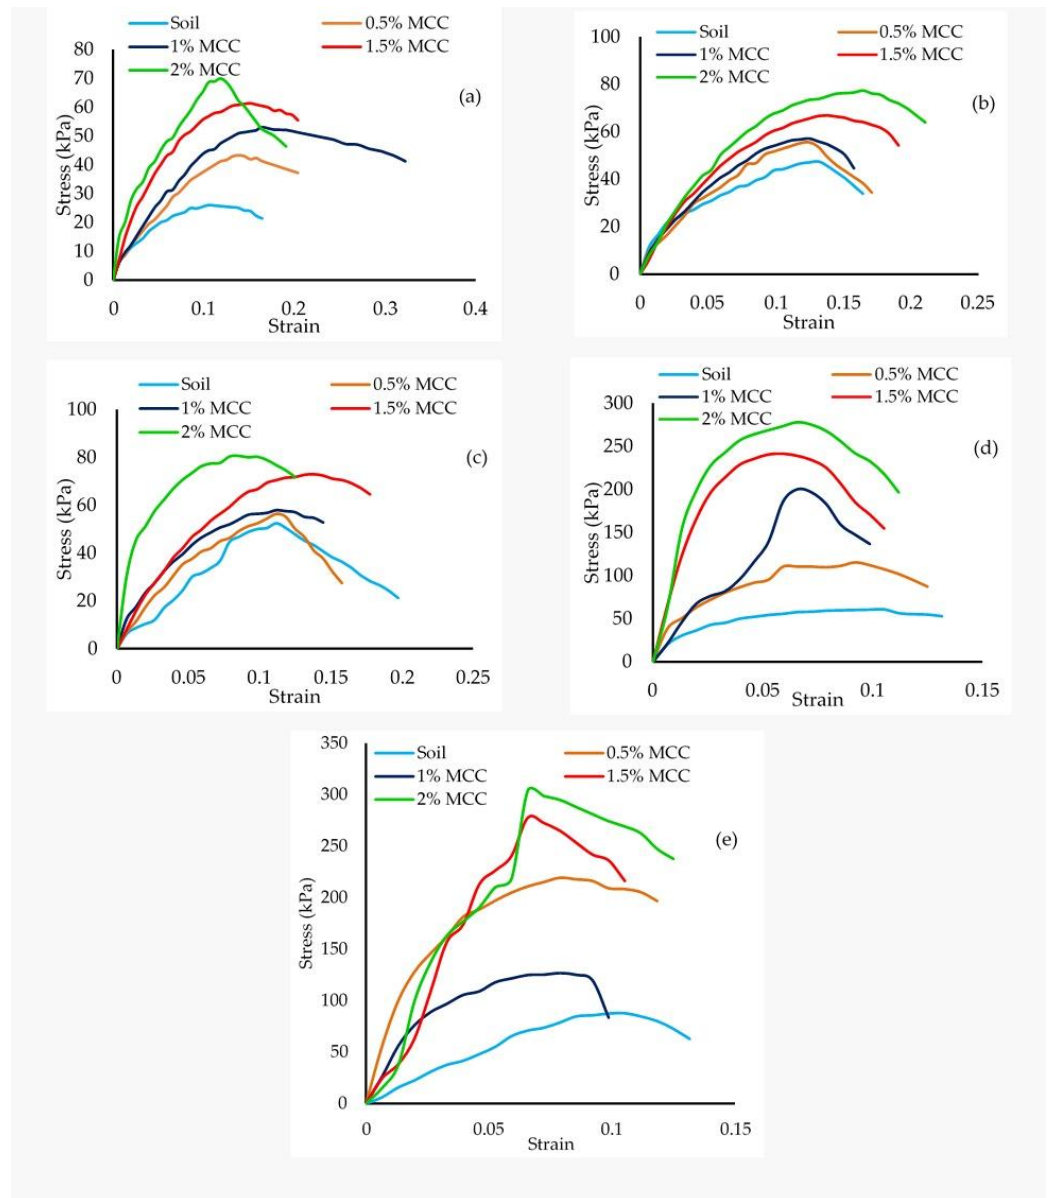 Soil 0.5% MCC
1% MCC 1.5% MCC
2% MCC
(a)
Stress (kPa)
80
70
60
50
40
30
20
10
0
0 0.1 0.2 0.3 0.4
Strain
Soil 0.5% MCC
1% MCC 1.5% MCC
2% MCC
(b)
Stress (kPa)
100
80
60
40
20
0
0 0.05 0.1 0.15 0.2 0.25
Strain
Soil 0.5% MCC
1% MCC 1.5% MCC
2% MCC
(c)
Stress (kPa)
100
80
60
40
20
0
0 0.05 0.1 0.15 0.2 0.25
Strain
Soil 0.5% MCC
1% MCC 1.5% MCC
2% MCC
(d)
Stress (kPa)
300
250
200
150
100
50
0
0 0.05 0.1 0.15
Strain
Soil 0.5% MCC
1% MCC 1.5% MCC
2% MCC
(e)
Stress (kPa)
350
300
250
200
150
100
50
0
0 0.05 0.1 0.15
Strain